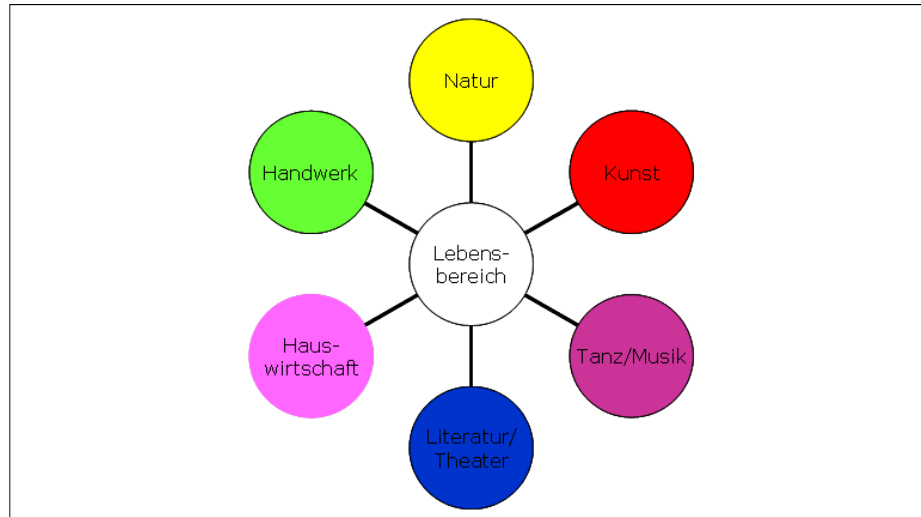 Natur
Handwerk
Kunst
Lebens-
bereich
Haus-
wirtschaft
Tanz/Musik
Literatur/
Theater